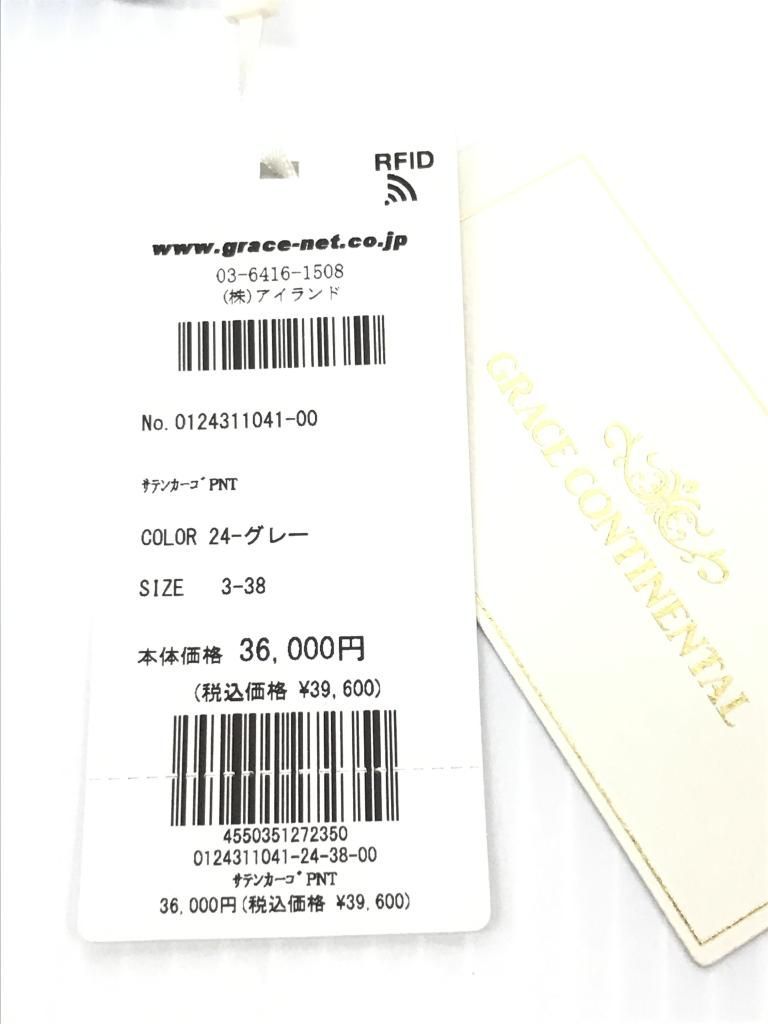 RFID
www.grace-net.co.jp
03-6416-1508
(株)アイランド
No. 0124311041-00
ｻﾃﾝｶｰｺﾞPNT
COLOR 24-グレー
SIZE 3-38
本体価格 36,000円
(税込価格 ¥39,600)
4550351272350
0124311041-24-38-00
ｻﾃﾝｶｰｺﾞPNT
36,000円(税込価格 ¥39,600)
GRACE CONTINENTAL